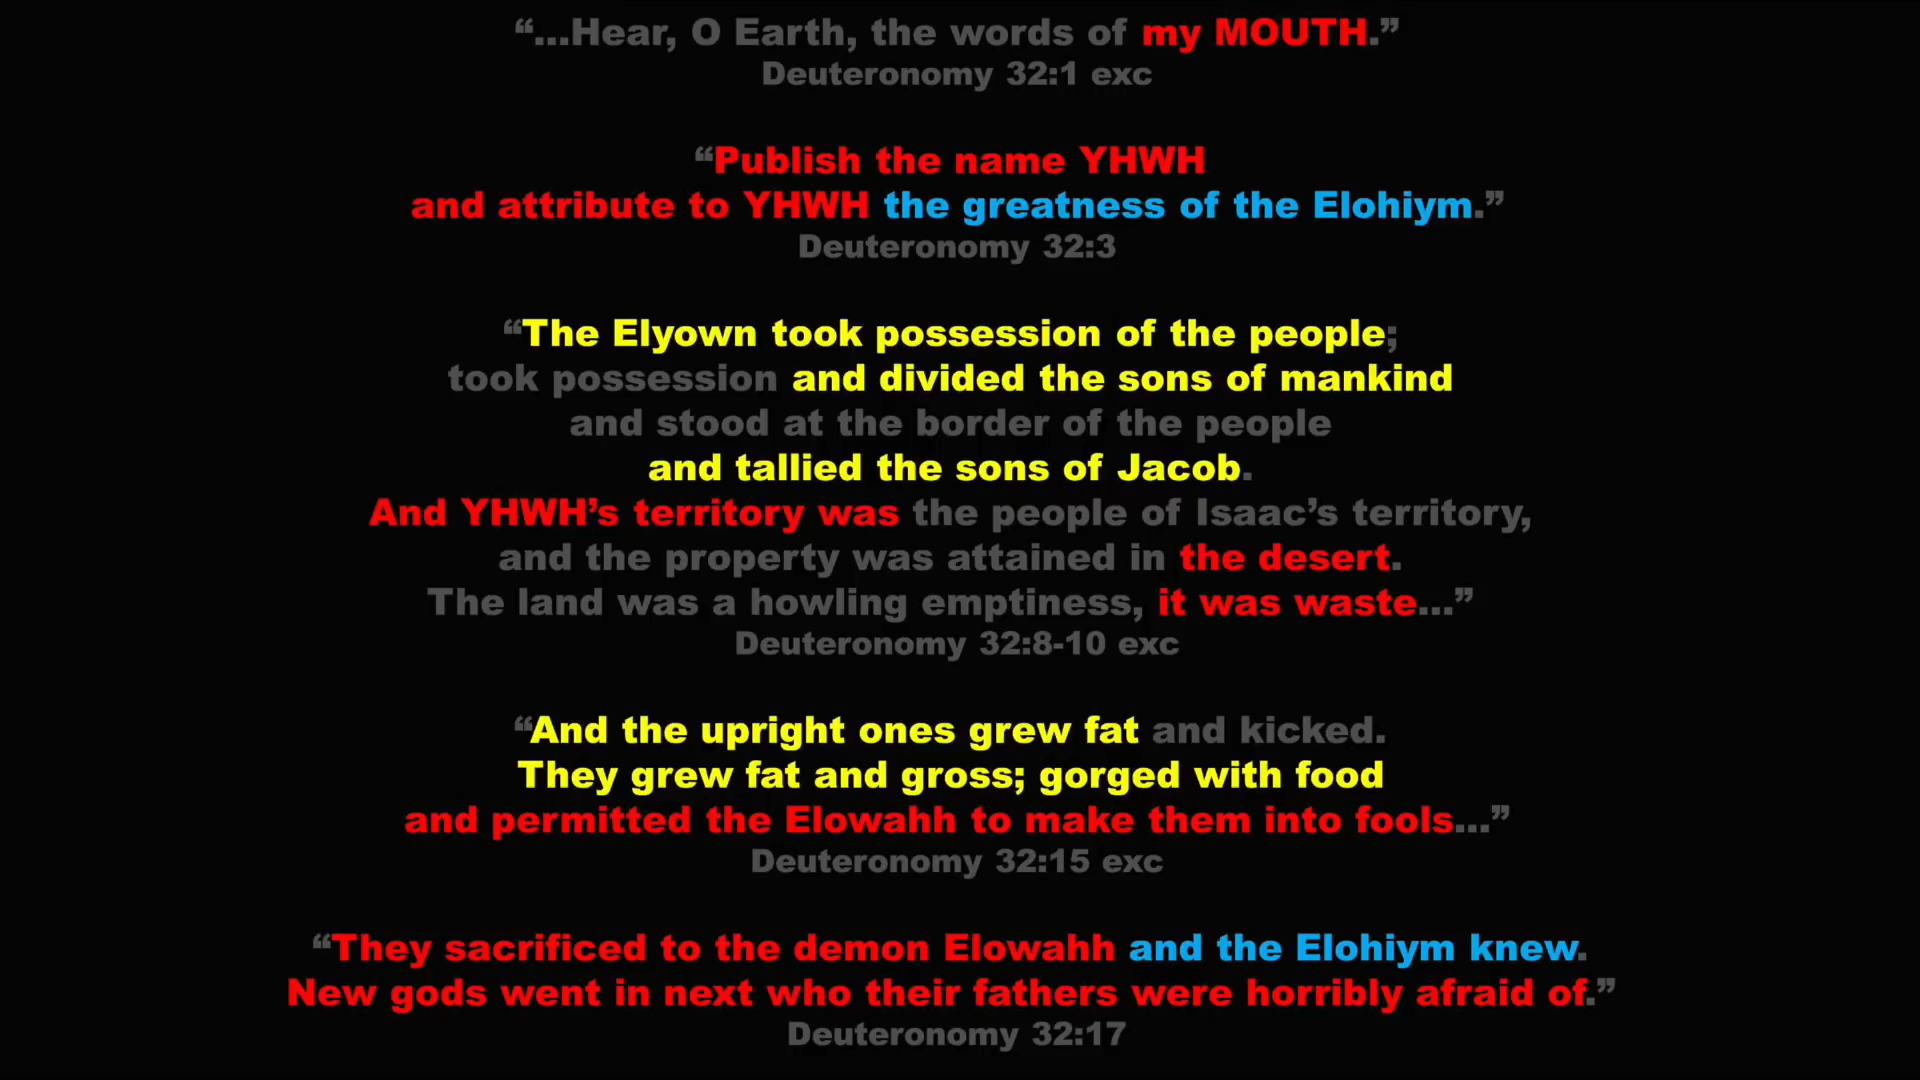 “...Hear, O Earth, the words of my MOUTH.”
Deuteronomy 32:1 exc
“Publish the name YHWH
and attribute to YHWH the greatness of the Elohiym.”
Deuteronomy 32:3
“The Elyown took possession of the people;
took possession and divided the sons of mankind
and stood at the border of the people
and tallied the sons of Jacob.
And YHWH’s territory was the people of Isaac’s territory,
and the property was attained in the desert.
The land was a howling emptiness, it was waste...”
Deuteronomy 32:8-10 exc
“And the upright ones grew fat and kicked.
They grew fat and gross; gorged with food
and permitted the Elowahh to make them into fools...”
Deuteronomy 32:15 exc
“They sacrificed to the demon Elowahh and the Elohiym knew.
New gods went in next who their fathers were horribly afraid of.”
Deuteronomy 32:17